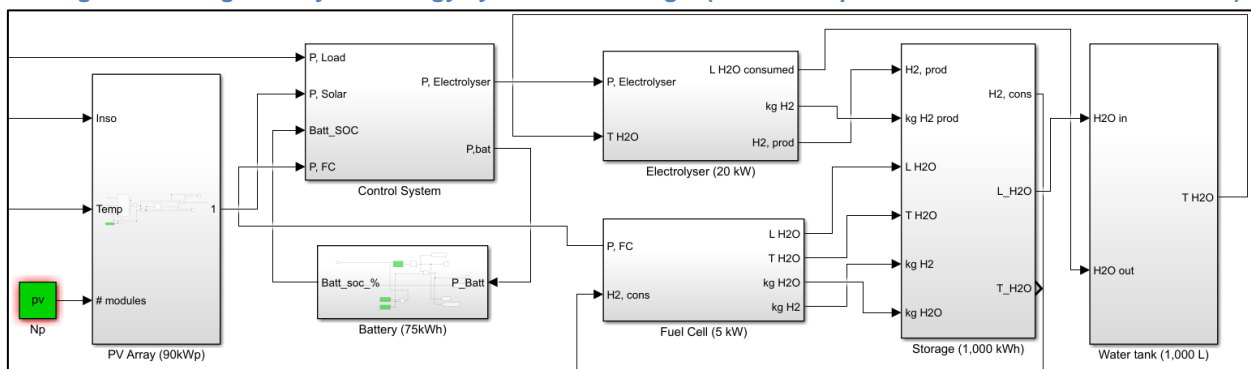 P, Load
P, Solar
Batt_SOC
P, FC
P, Electrolyser
P,bat
Control System
Inso
Temp
# modules
1
PV Array (90kWp)
pv
Np
Batt_soc_%
P_Batt
Battery (75kWh)
P, Electrolyser
T H2O
L H2O consumed
kg H2
H2, prod
Electrolyser (20 kW)
P, FC
H2, cons
L H2O
T H2O
kg H2O
kg H2
Fuel Cell (5 kW)
H2, prod
kg H2 prod
L H2O
T H2O
kg H2
kg H2O
H2, cons
L_H2O
T_H2O
Storage (1,000 kWh)
H2O in
H2O out
T H2O
Water tank (1,000 L)